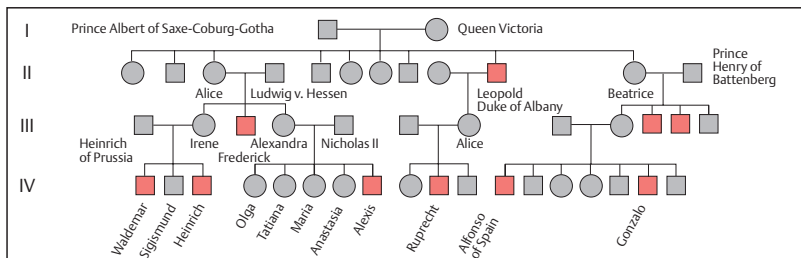 I
Prince Albert of Saxe-Coburg-Gotha
Queen Victoria
II
Alice
Ludwig v. Hessen
Leopold
Duke of Albany
Beatrice
Prince
Henry of
Battenberg
III
Heinrich
of Prussia
Irene
Frederick
Alexandra
Nicholas II
Alice
IV
Waldemar
Sigismund
Heinrich
Olga
Tatiana
Maria
Anastasia
Alexis
Ruprecht
Alfonso
of Spain
Gonzalo